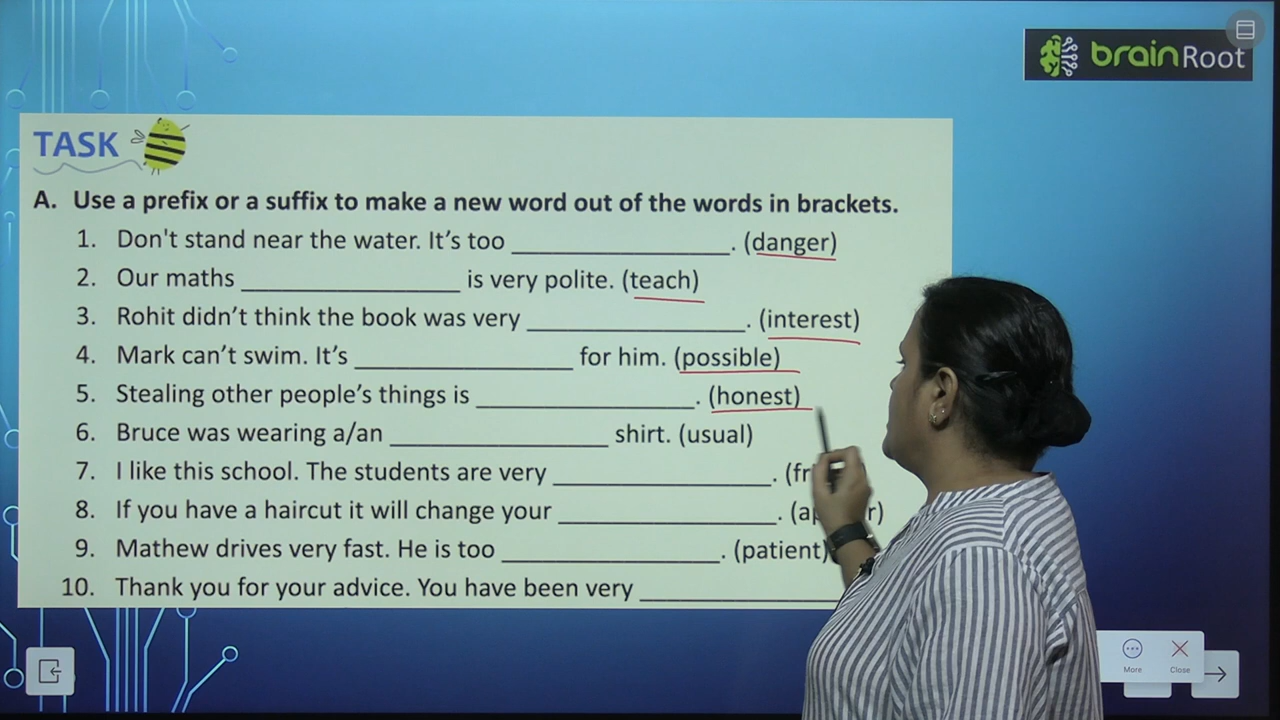 brainRoot
TASK
A. Use a prefix or a suffix to make a new word out of the words in brackets.
1. Don't stand near the water. It's too ________________. (danger)
2. Our maths ________________ is very polite. (teach)
3. Rohit didn't think the book was very ________________. (interest)
4. Mark can't swim. It's ________________ for him. (possible)
5. Stealing other people's things is ________________. (honest)
6. Bruce was wearing a/an ________________ shirt. (usual)
7. I like this school. The students are very ________________.
8. If you have a haircut it will change your ________________.
9. Mathew drives very fast. He is too ________________. (patient)
10. Thank you for your advice. You have been very ________________
More Close